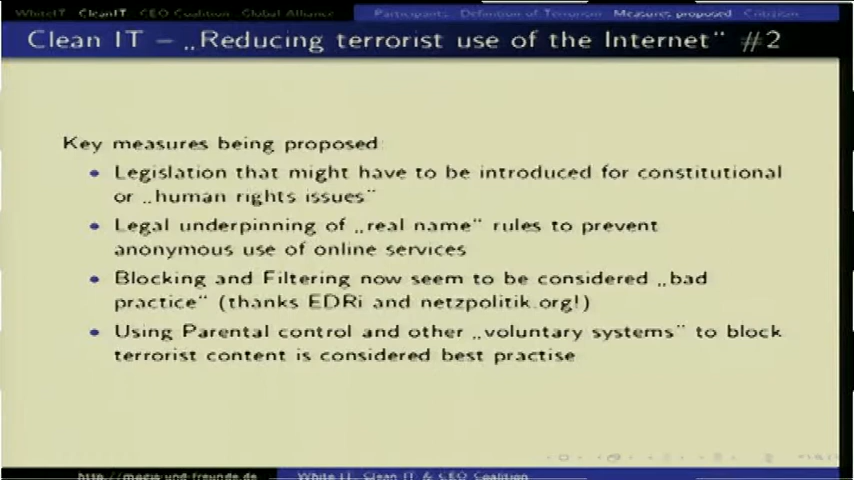 WhiteIT CleanIT CEO Coalition Global Alliance Participants Definition of Terrorism Measures proposed Criticism
Clean IT – „Reducing terrorist use of the Internet“ #2
Key measures being proposed:
• Legislation that might have to be introduced for constitutional
or „human rights issues“
• Legal underpinning of „real name“ rules to prevent
anonymous use of online services
• Blocking and Filtering now seem to be considered „bad
practice“ (thanks EDRi and netzpolitik.org!)
• Using Parental control and other „voluntary systems“ to block
terrorist content is considered best practise
http://mogis-und-freunde.de White IT, Clean IT & CEO Coalition